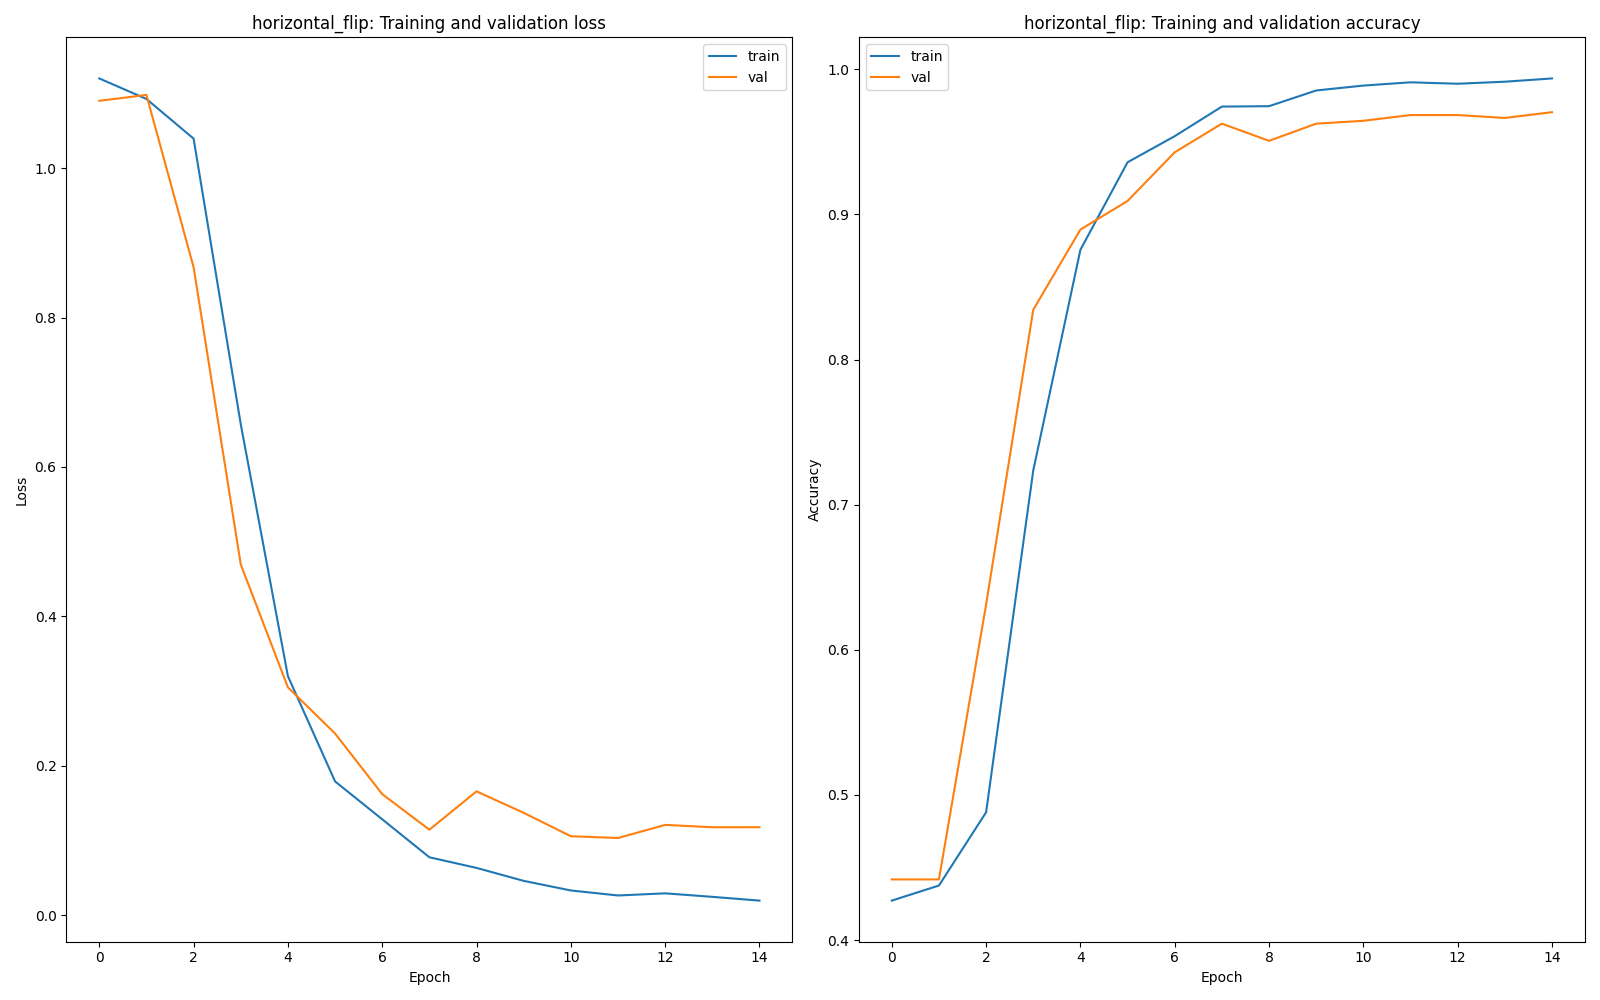 horizontal_flip: Training and validation loss
train
val
1.0
0.8
0.6
0.4
0.2
0.0
Loss
0 2 4 6 8 10 12 14
Epoch
horizontal_flip: Training and validation accuracy
train
val
1.0
0.9
0.8
0.7
0.6
0.5
0.4
Accuracy
0 2 4 6 8 10 12 14
Epoch